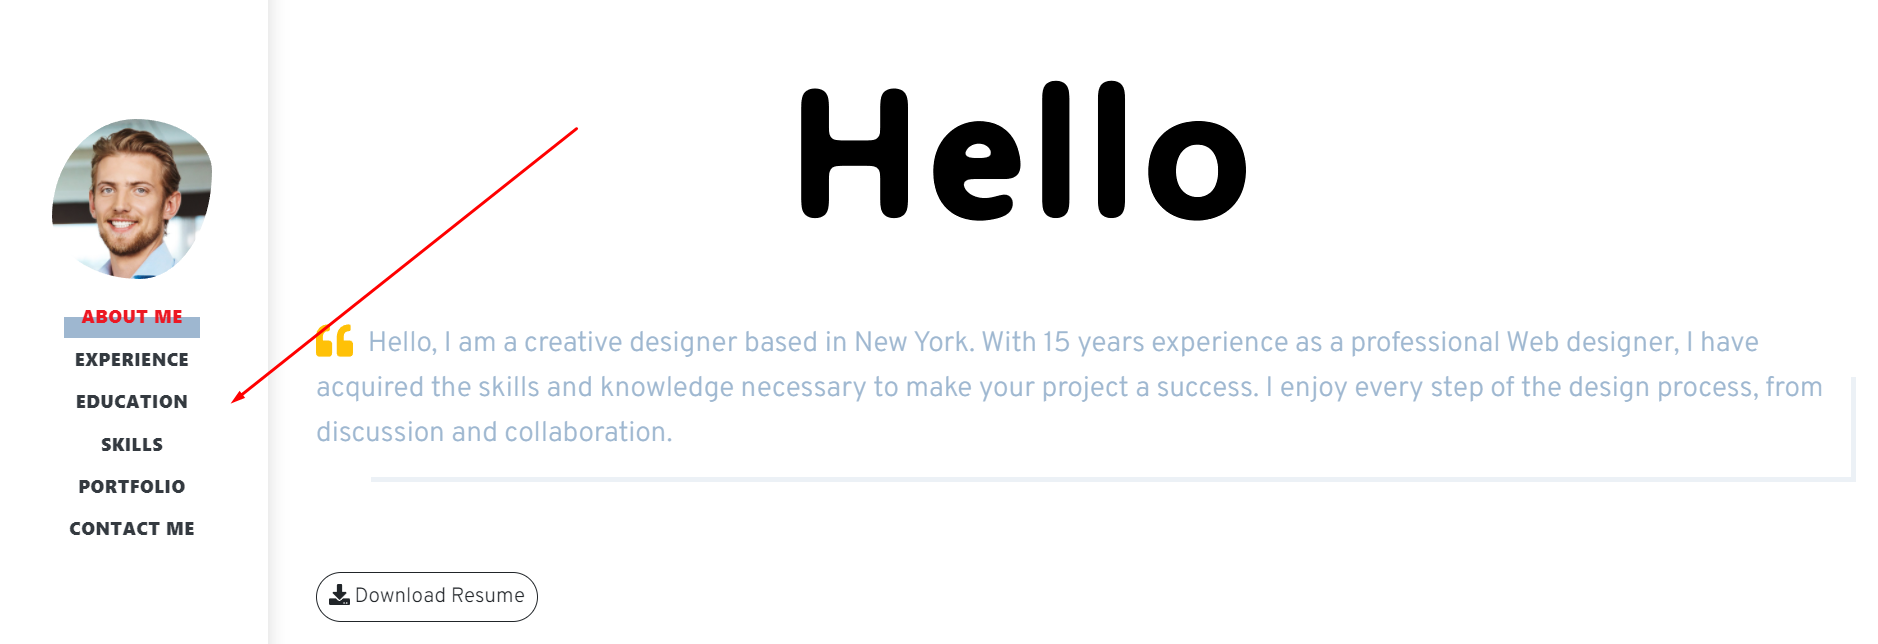 ABOUT ME
EXPERIENCE
EDUCATION
SKILLS
PORTFOLIO
CONTACT ME
Hello
Hello, I am a creative designer based in New York. With 15 years experience as a professional Web designer, I have
acquired the skills and knowledge necessary to make your project a success. I enjoy every step of the design process, from
discussion and collaboration.
Download Resume